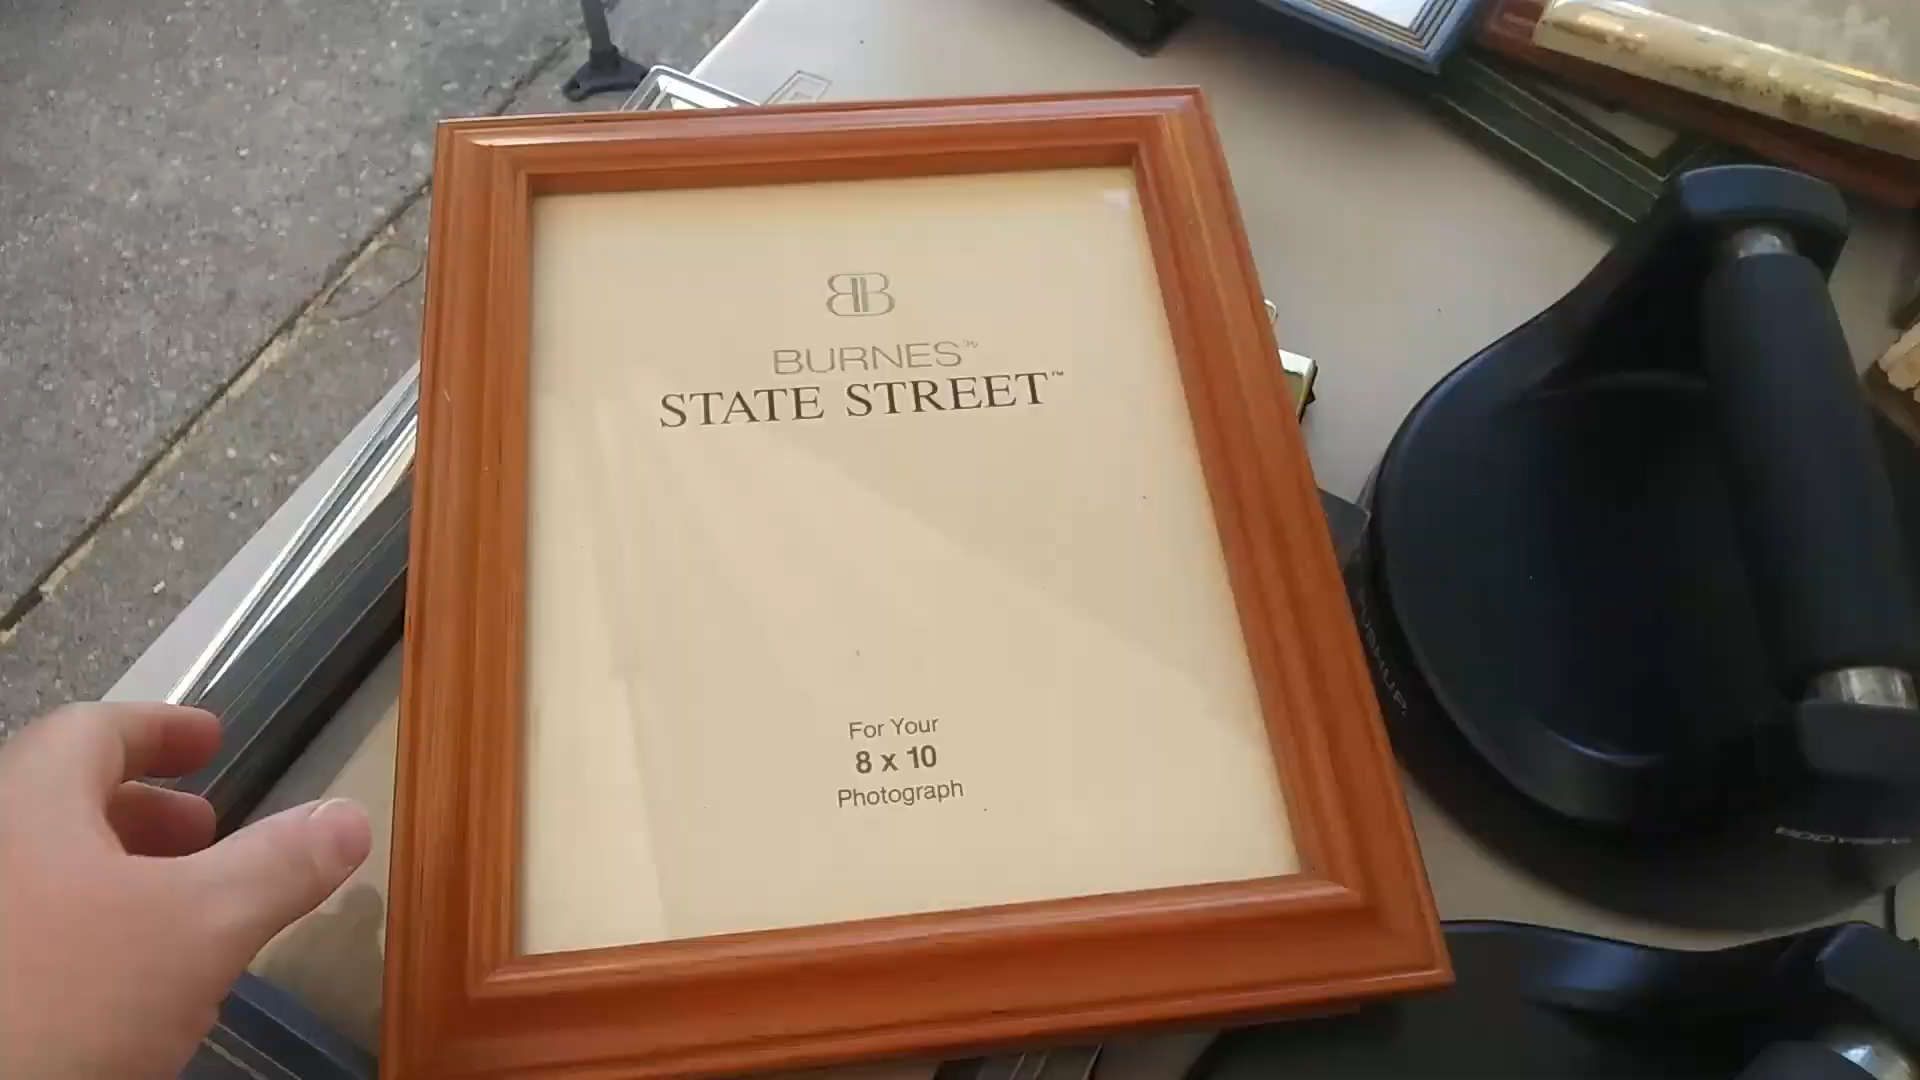 BB
BURNES™
STATE STREET™
For Your
8 x 10
Photograph